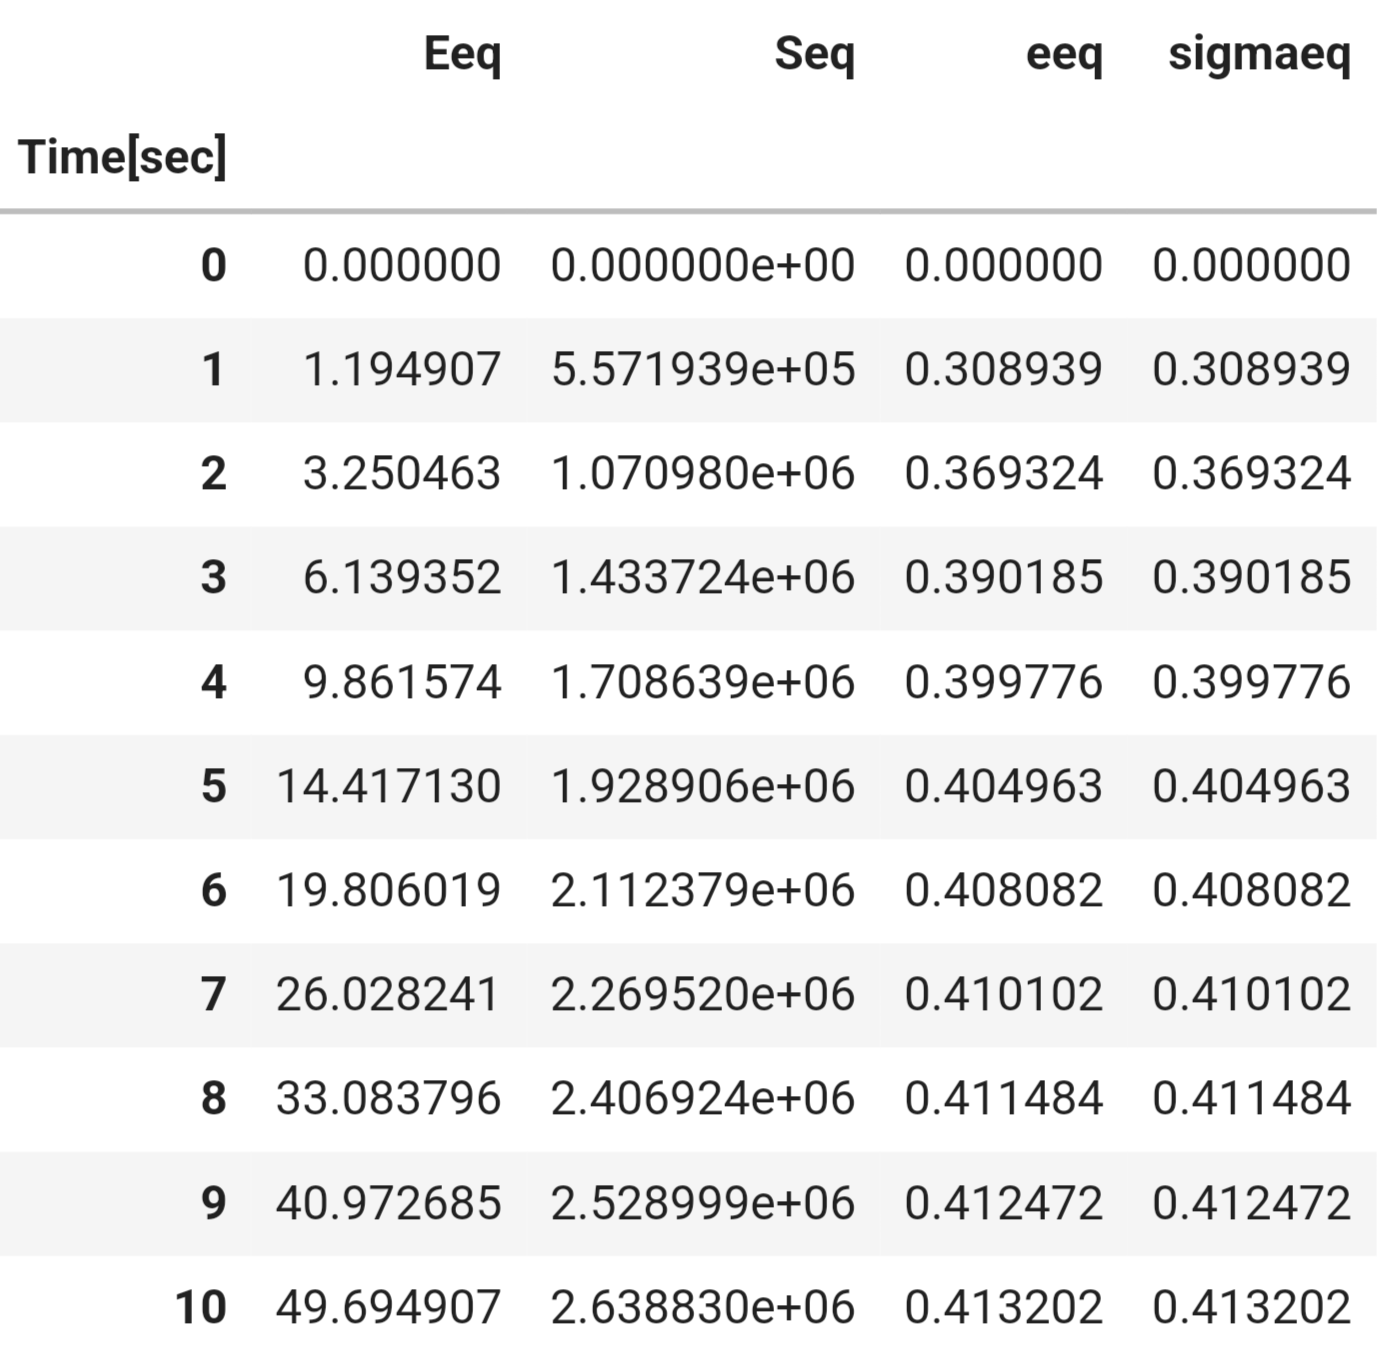 Eeq Seq eeq sigmaeq
Time[sec]
0 0.000000 0.000000e+00 0.000000 0.000000
1 1.194907 5.571939e+05 0.308939 0.308939
2 3.250463 1.070980e+06 0.369324 0.369324
3 6.139352 1.433724e+06 0.390185 0.390185
4 9.861574 1.708639e+06 0.399776 0.399776
5 14.417130 1.928906e+06 0.404963 0.404963
6 19.806019 2.112379e+06 0.408082 0.408082
7 26.028241 2.269520e+06 0.410102 0.410102
8 33.083796 2.406924e+06 0.411484 0.411484
9 40.972685 2.528999e+06 0.412472 0.412472
10 49.694907 2.638830e+06 0.413202 0.413202